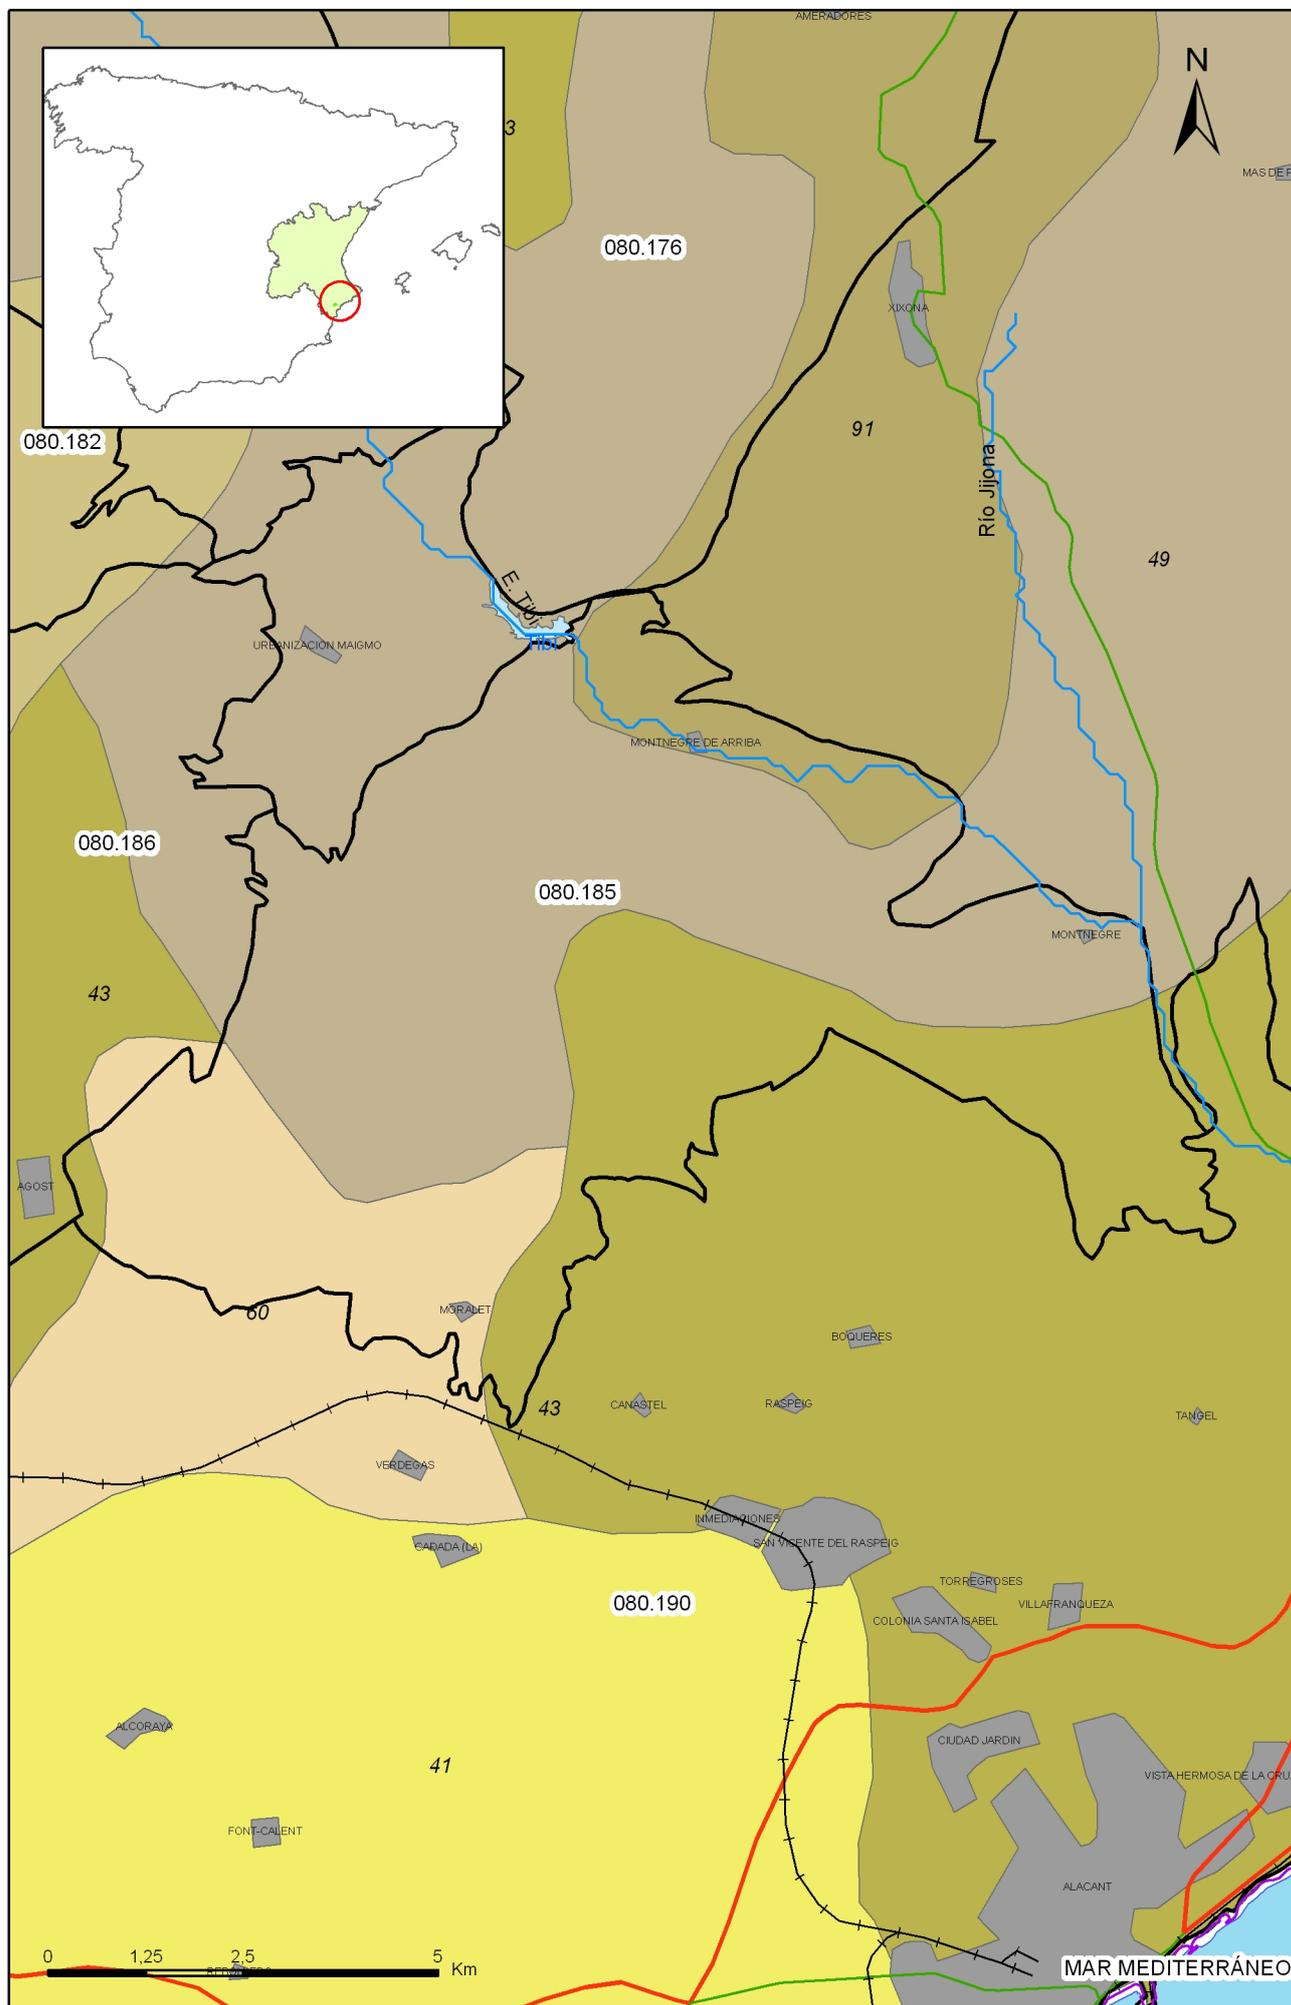 AMERADORES
N
3
MAS DE
080.176
XIXONA
91
080.182
Río Jijona
49
E. Tibi
Tibi
URBANIZACION MAIGMO
MONTNEGRE DE ARRIBA
080.186
080.185
MONTNEGRE
43
AGOST
60
MORALET
BOQUERES
43
CANASTEL
RASPEIG
TANGEL
VERDEGAS
INMEDIACIONES
SAN VICENTE DEL RASPEIG
CADADA (LA)
TORREGROSES
VILLAFRANQUEZA
080.190
COLONIA SANTA ISABEL
ALCORAYA
CIUDAD JARDIN
41
VISTA HERMOSA DE LA CRU
FONT-CALENT
ALACANT
0 1,25 2,5 5
Km
MAR MEDITERRÁNEO